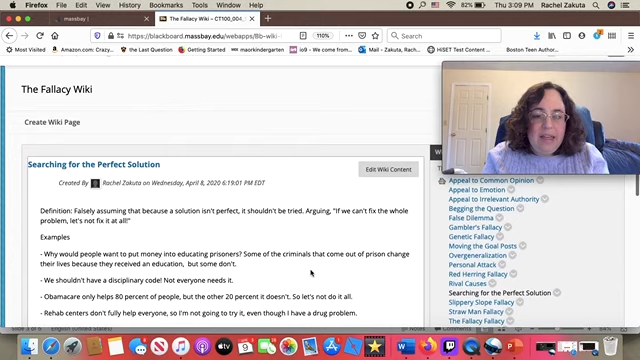 Firefox File Edit View History Bookmarks Tools Window Help 82% Thu 3:09 PM Rachel Zakuta
massbay | The Fallacy Wiki – CT100_004_
https://blackboard.massbay.edu/webapps/Bb-wiki- 110% Search
Most Visited Amazon.com: Crazy... the Last Question Getting Started maorkindergarten io9 - We come from... Mail - Zakuta, Rach... HiSET Test Content... Boston Teen Author...
The Fallacy Wiki
Create Wiki Page
Searching for the Perfect Solution
Edit Wiki Content
Created By Rachel Zakuta on Wednesday, April 8, 2020 6:19:01 PM EDT
Definition: Falsely assuming that because a solution isn't perfect, it shouldn't be tried. Arguing, "If we can't fix the whole
problem, let's not fix it at all!"
Examples
- Why would people want to put money into educating prisoners? Some of the criminals that come out of prison change
their lives because they received an education, but some don't.
- We shouldn't have a disciplinary code! Not everyone needs it.
- Obamacare only helps 80 percent of people, but the other 20 percent it doesn't. So let's not do it all.
- Rehab centers don't fully help everyone, so I'm not going to try it, even though I have a drug problem.
Appeal to Common Opinion
Appeal to Emotion
Appeal to Irrelevant Authority
Begging the Question
False Dilemma
Gambler's Fallacy
Genetic Fallacy
Moving the Goal Posts
Overgeneralization
Personal Attack
Red Herring Fallacy
Rival Causes
Searching for the Perfect Solution
Slippery Slope Fallacy
Straw Man Fallacy
The Fallacy Wiki
English (United States)